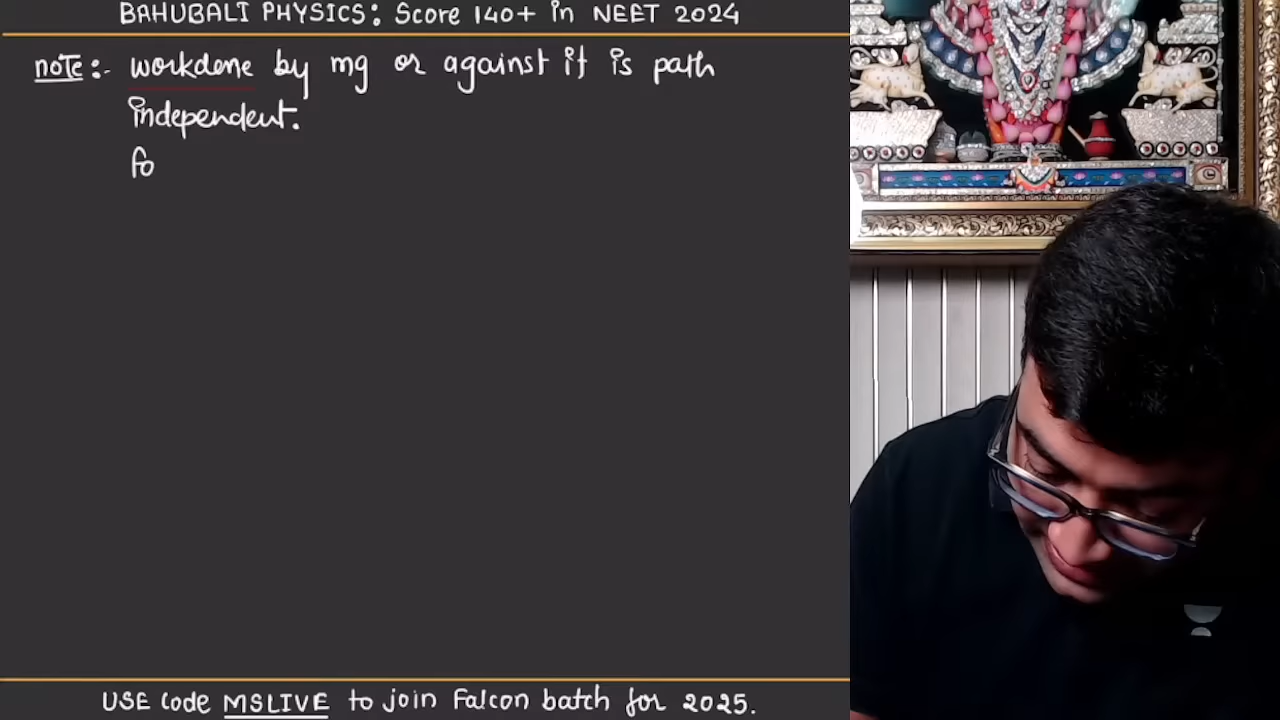 BAHUBALI PHYSICS: Score 140+ in NEET 2024
NOTE:- workdone by mg or against it is path
independent.
fo
USE Code MSLIVE to join Falcon batch for 2025.